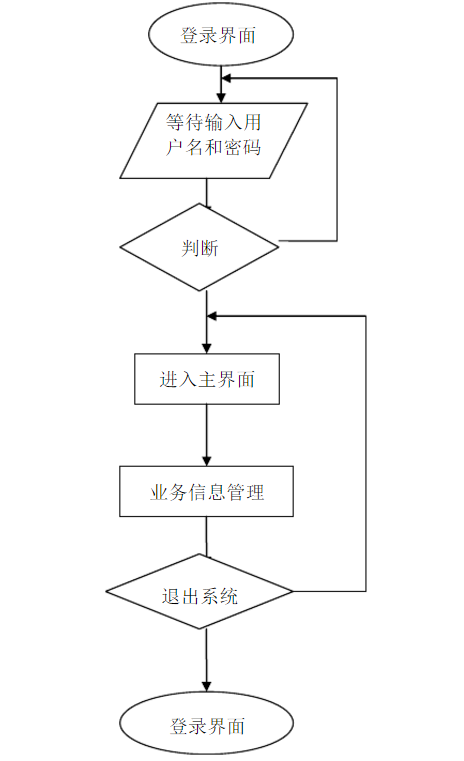 登录界面
等待输入用
户名和密码
判断
进入主界面
业务信息管理
退出系统
登录界面